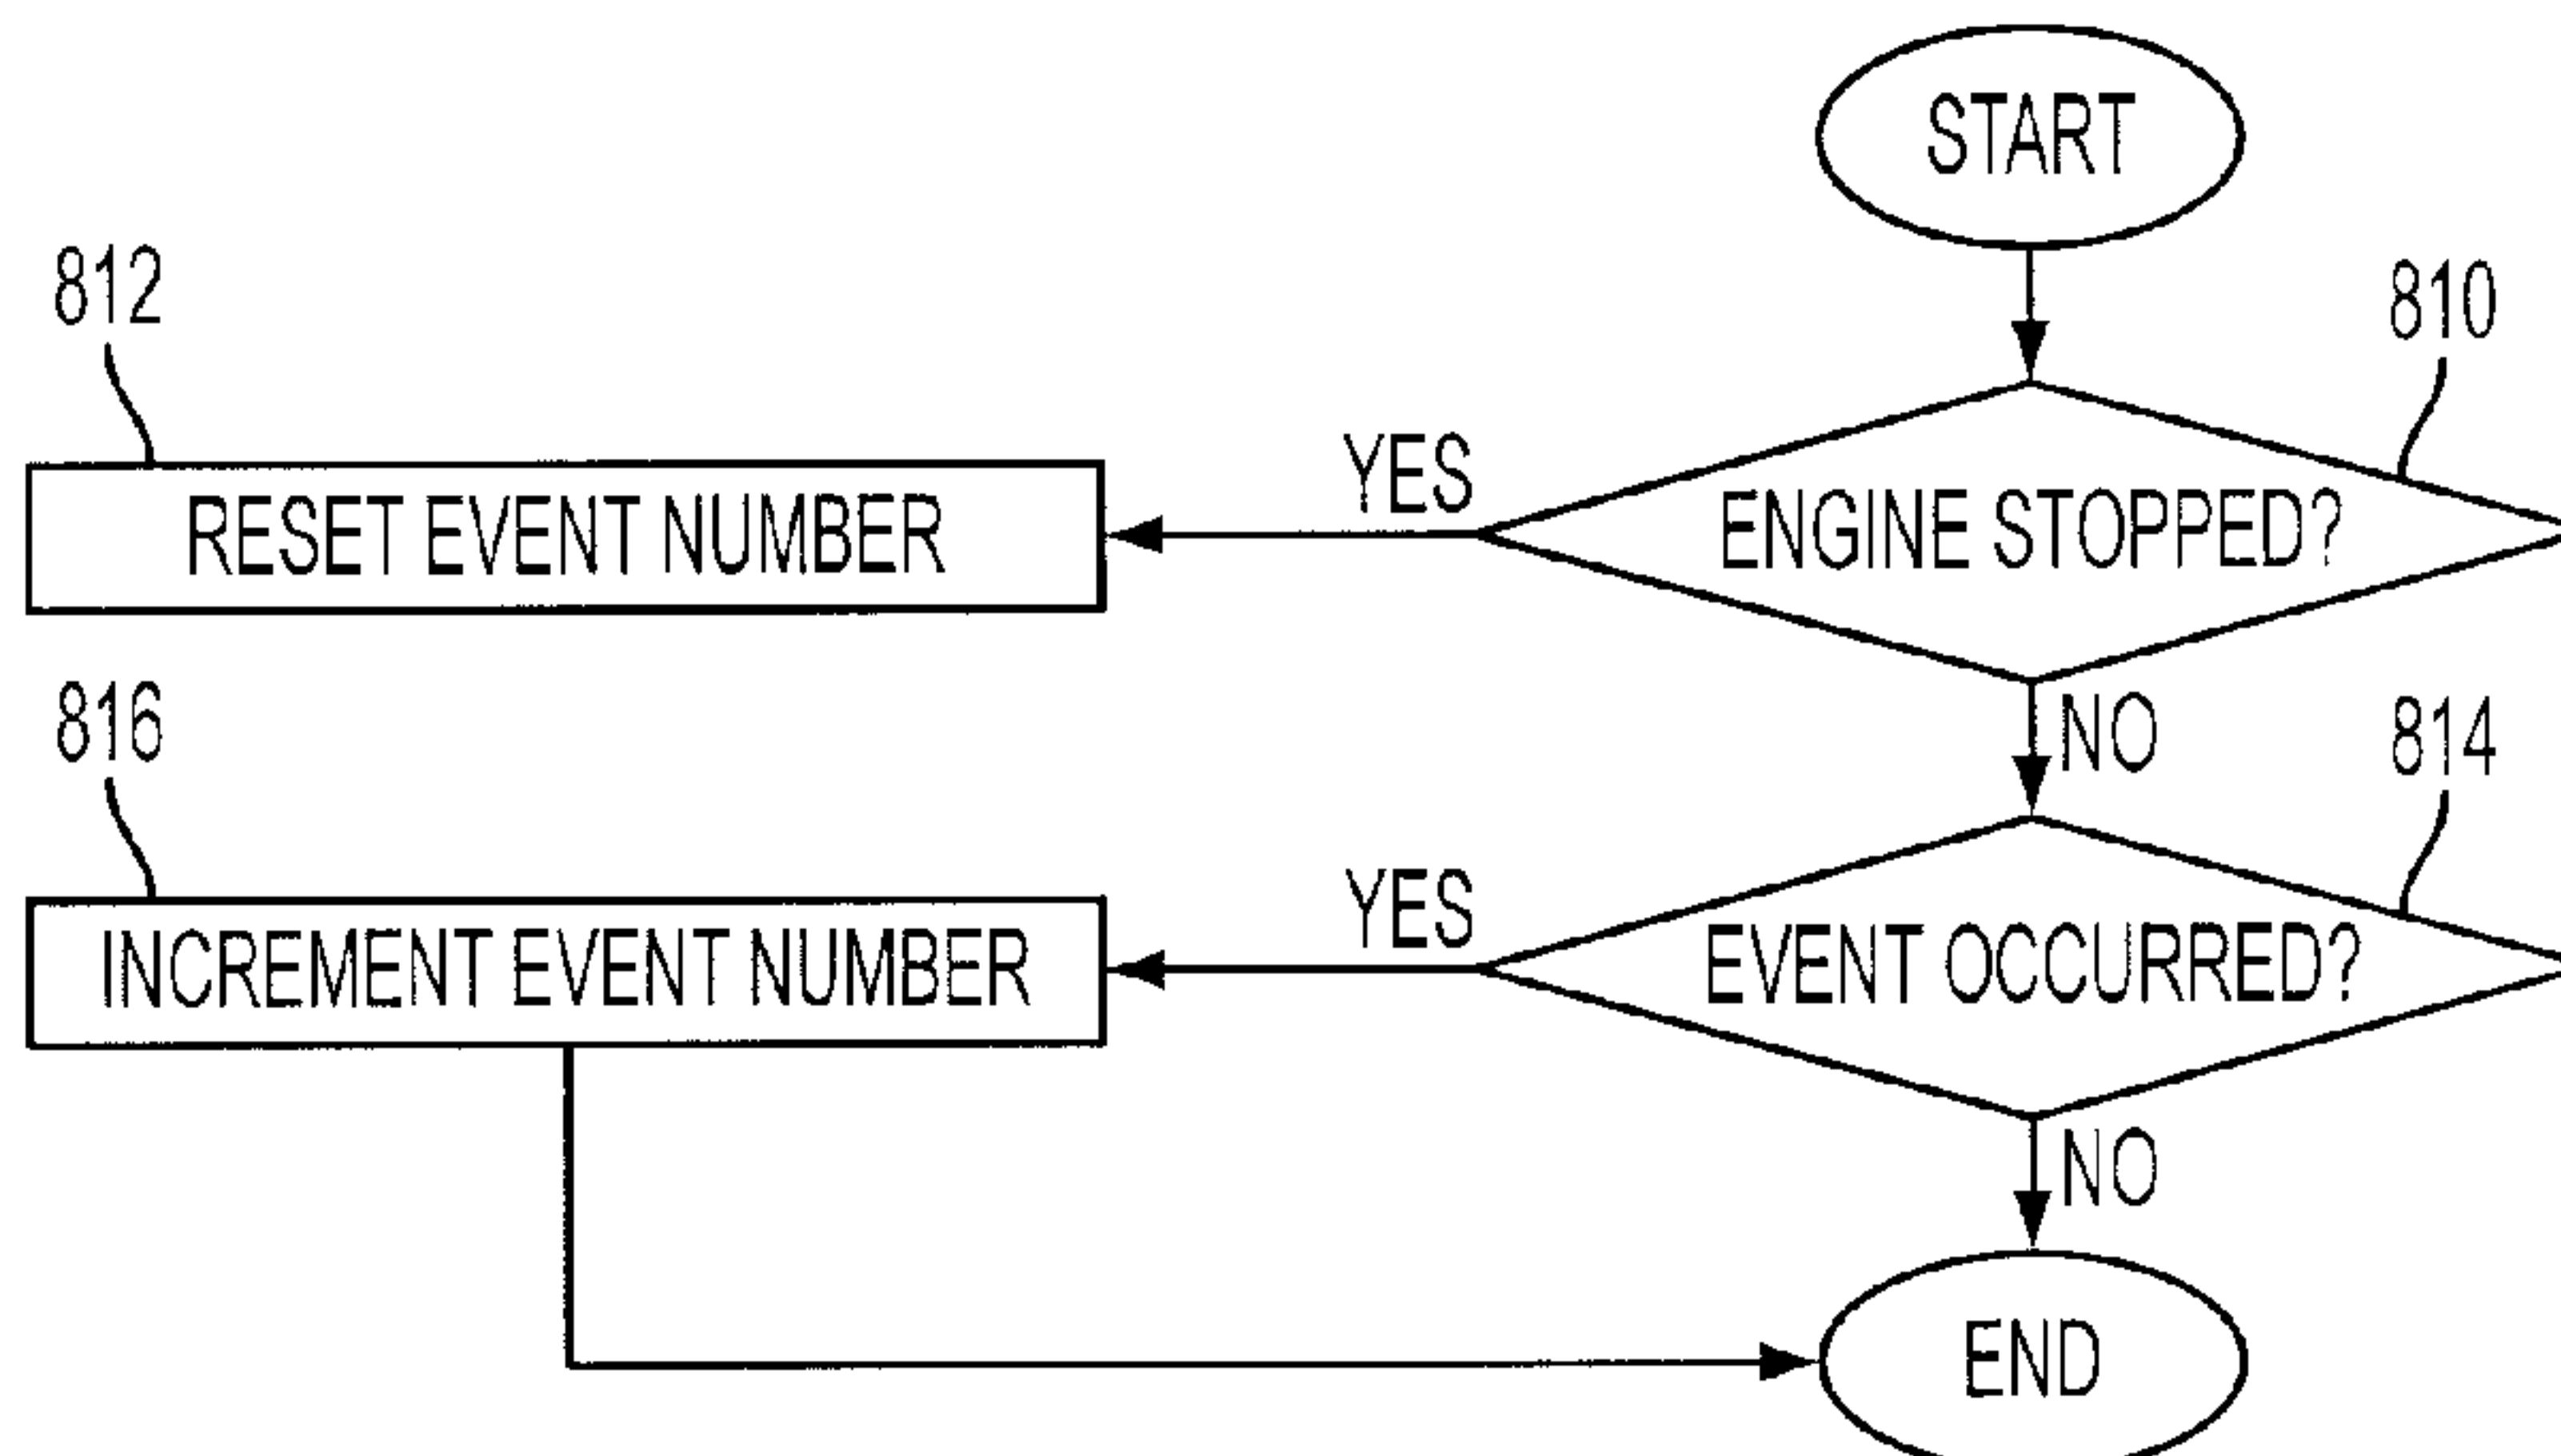 START
812
810
YES
RESET EVENT NUMBER
ENGINE STOPPED?
816
NO
814
YES
INCREMENT EVENT NUMBER
EVENT OCCURRED?
NO
END